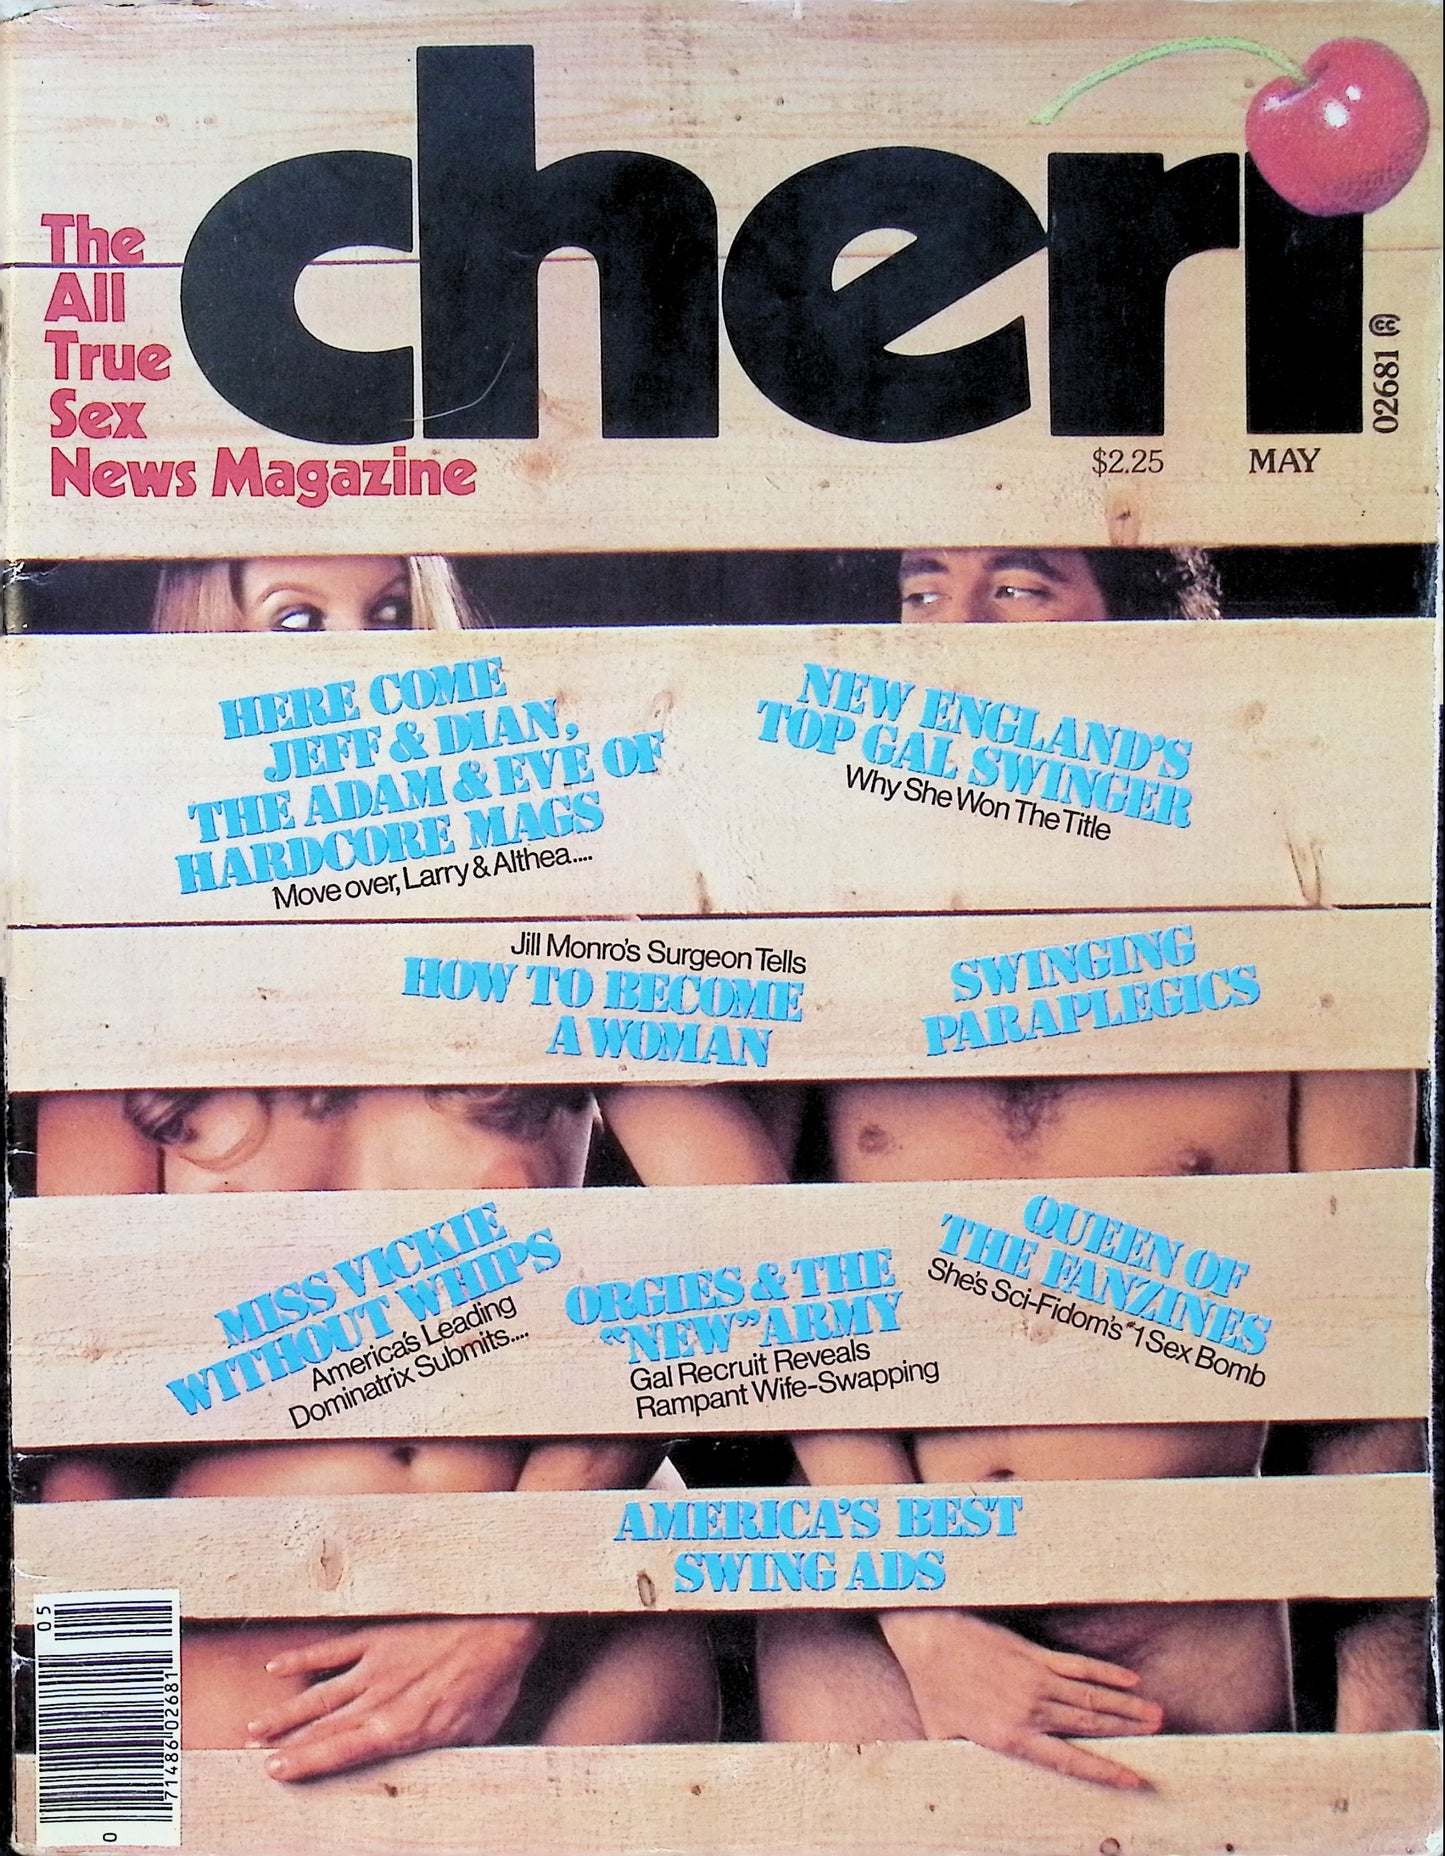 cheri
The
All
True
Sex
News Magazine
$2.25 MAY
02681
HERE COME
JEFF & DIAN,
THE ADAM & EVE OF
HARDCORE MAGS
Move over, Larry & Althea....
NEW ENGLAND'S
TOP GAL SWINGER
Why She Won The Title
Jill Monro's Surgeon Tells
HOW TO BECOME
A WOMAN
SWINGING
PARAPLEGICS
MISS VICKIE
WITHOUT WHIPS
America's Leading
Dominatrix Submits....
ORGIES & THE
"NEW" ARMY
Gal Recruit Reveals
Rampant Wife-Swapping
QUEEN OF
THE FANZINES
She's Sci-Fidom's #1 Sex Bomb
AMERICA'S BEST
SWING ADS
05
0 71486 02681